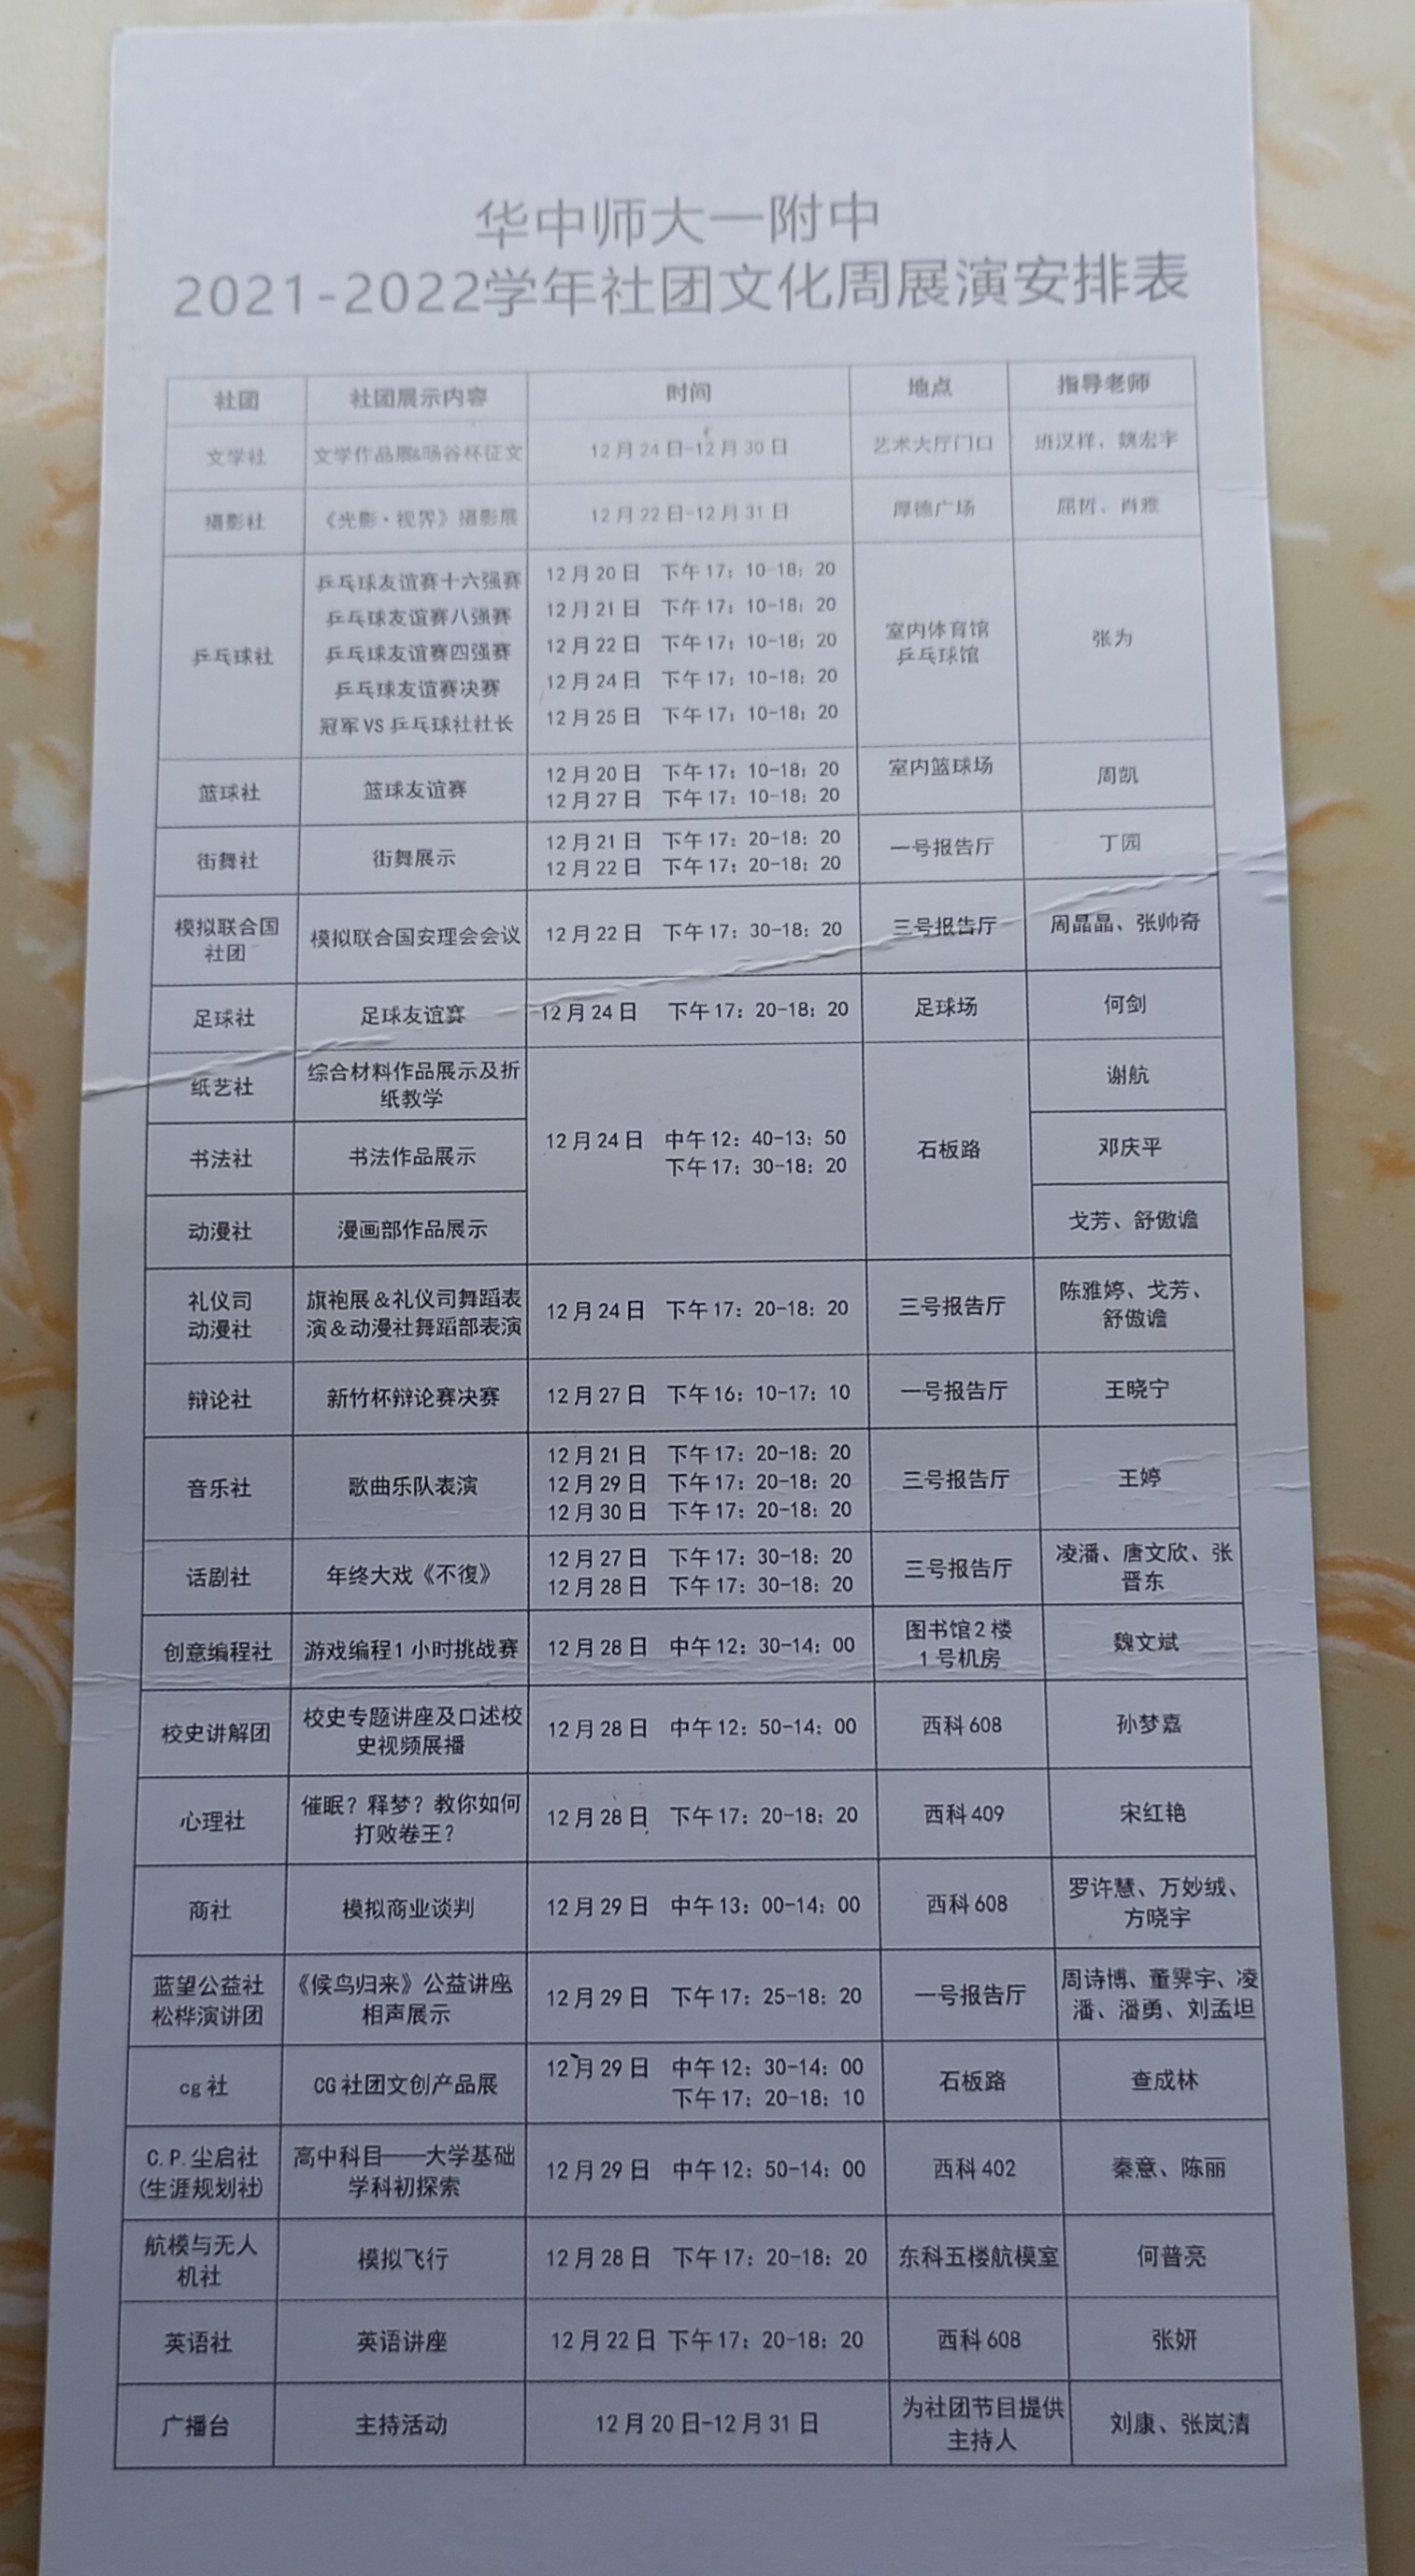 华中师大一附中
2021-2022学年社团文化周展演安排表
社团 社团展示内容 时间 地点 指导老师
文学社 文学作品展&旸谷杯征文 12月24日-12月30日 艺术大厅门口 班汉样、魏宏宇
摄影社 《光影·视界》摄影展 12月22日-12月31日 厚德广场 屈哲、肖雅
乒乓球社
乒乓球友谊赛十六强赛 12月20日 下午17：10-18：20
乒乓球友谊赛八强赛 12月21日 下午17：10-18：20
乒乓球友谊赛四强赛 12月22日 下午17：10-18：20
乒乓球友谊赛决赛 12月24日 下午17：10-18：20
冠军VS乒乓球社社长 12月25日 下午17：10-18：20
室内体育馆
乒乓球馆
张为
篮球社 篮球友谊赛
12月20日 下午17：10-18：20
12月27日 下午17：10-18：20
室内篮球场 周凯
街舞社 街舞展示
12月21日 下午17：20-18：20
12月22日 下午17：20-18：20
一号报告厅 丁园
模拟联合国
社团
模拟联合国安理会会议 12月22日 下午17：30-18：20 三号报告厅 周晶晶、张帅奇
足球社 足球友谊赛 12月24日 下午17：20-18：20 足球场 何剑
纸艺社
综合材料作品展示及折
纸教学
谢航
书法社 书法作品展示
12月24日 中午12：40-13：50
下午17：30-18：20
石板路 邓庆平
动漫社 漫画部作品展示 戈芳、舒傲谵
礼仪司
动漫社
旗袍展&礼仪司舞蹈表
演&动漫社舞蹈部表演
12月24日 下午17：20-18：20 三号报告厅
陈雅婷、戈芳、
舒傲谵
辩论社 新竹杯辩论赛决赛 12月27日 下午16：10-17：10 一号报告厅 王晓宁
音乐社 歌曲乐队表演
12月21日 下午17：20-18：20
12月29日 下午17：20-18：20
12月30日 下午17：20-18：20
三号报告厅 王婷
话剧社 年终大戏《不復》
12月27日 下午17：30-18：20
12月28日 下午17：30-18：20
三号报告厅
凌潘、唐文欣、张
晋东
创意编程社 游戏编程1小时挑战赛 12月28日 中午12：30-14：00
图书馆2楼
1号机房
魏文斌
校史讲解团
校史专题讲座及口述校
史视频展播
12月28日 中午12：50-14：00 西科608 孙梦嘉
心理社
催眠？释梦？教你如何
打败卷王？
12月28日 下午17：20-18：20 西科409 宋红艳
商社 模拟商业谈判 12月29日 中午13：00-14：00 西科608
罗许慧、万妙绒、
方晓宇
蓝望公益社
松桦演讲团
《候鸟归来》公益讲座
相声展示
12月29日 下午17：25-18：20 一号报告厅
周诗博、董霁宇、凌
潘、潘勇、刘孟坦
cg社 CG社团文创产品展
12月29日 中午12：30-14：00
下午17：20-18：10
石板路 查成林
C.P.尘启社
(生涯规划社)
高中科目——大学基础
学科初探索
12月29日 中午12：50-14：00 西科402 秦意、陈丽
航模与无人
机社
模拟飞行 12月28日 下午17：20-18：20 东科五楼航模室 何普亮
英语社 英语讲座 12月22日 下午17：20-18：20 西科608 张妍
广播台 主持活动 12月20日-12月31日
为社团节目提供
主持人
刘康、张岚清